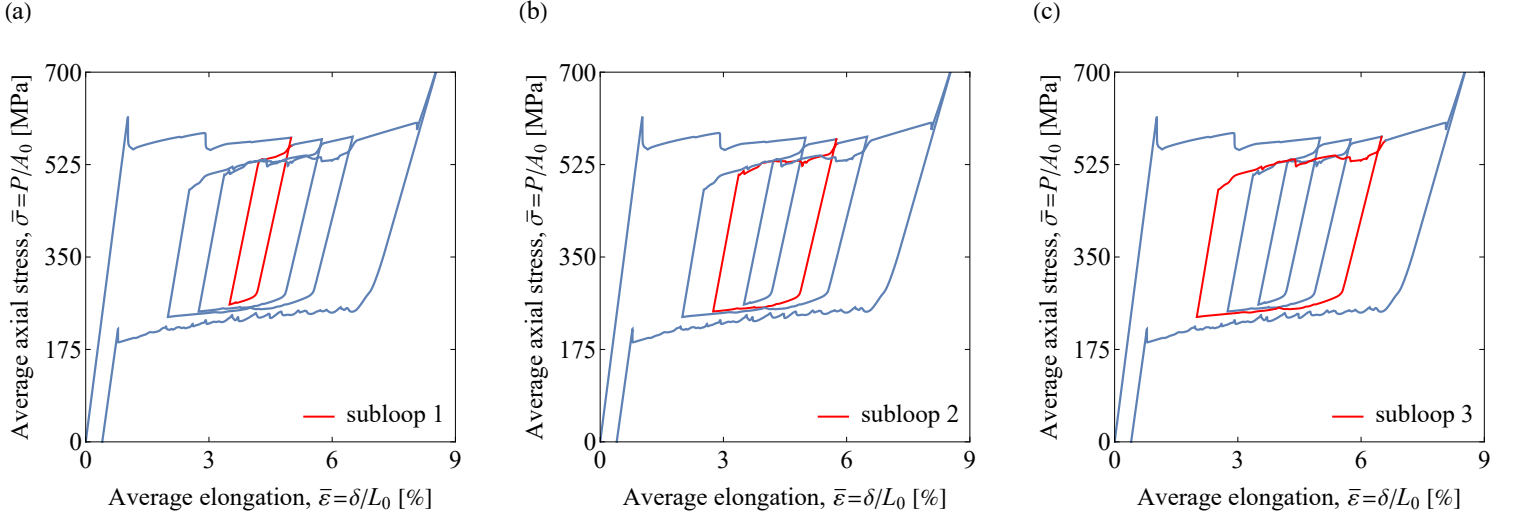 (a)
(b)
(c)
Average axial stress, σ̄=P/A₀ [MPa]
700
525
350
175
0
subloop 1
0 3 6 9
Average elongation, ε̄=δ/L₀ [%]
Average axial stress, σ̄=P/A₀ [MPa]
700
525
350
175
0
subloop 2
0 3 6 9
Average elongation, ε̄=δ/L₀ [%]
Average axial stress, σ̄=P/A₀ [MPa]
700
525
350
175
0
subloop 3
0 3 6 9
Average elongation, ε̄=δ/L₀ [%]